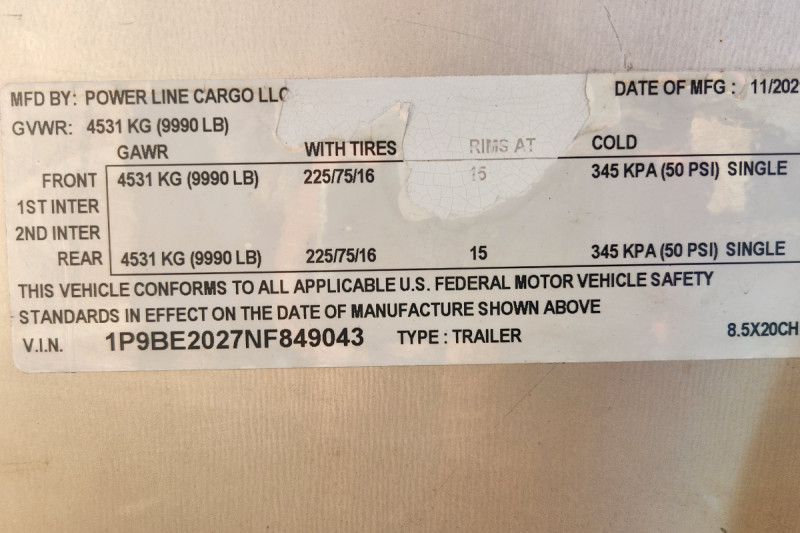 MFD BY: POWER LINE CARGO LLC DATE OF MFG : 11/202
GVWR: 4531 KG (9990 LB)
GAWR WITH TIRES RIMS AT COLD
FRONT 4531 KG (9990 LB) 225/75/16 15 345 KPA (50 PSI) SINGLE
1ST INTER
2ND INTER
REAR 4531 KG (9990 LB) 225/75/16 15 345 KPA (50 PSI) SINGLE
THIS VEHICLE CONFORMS TO ALL APPLICABLE U.S. FEDERAL MOTOR VEHICLE SAFETY
STANDARDS IN EFFECT ON THE DATE OF MANUFACTURE SHOWN ABOVE
V.I.N. 1P9BE2027NF849043 TYPE : TRAILER 8.5X20CH